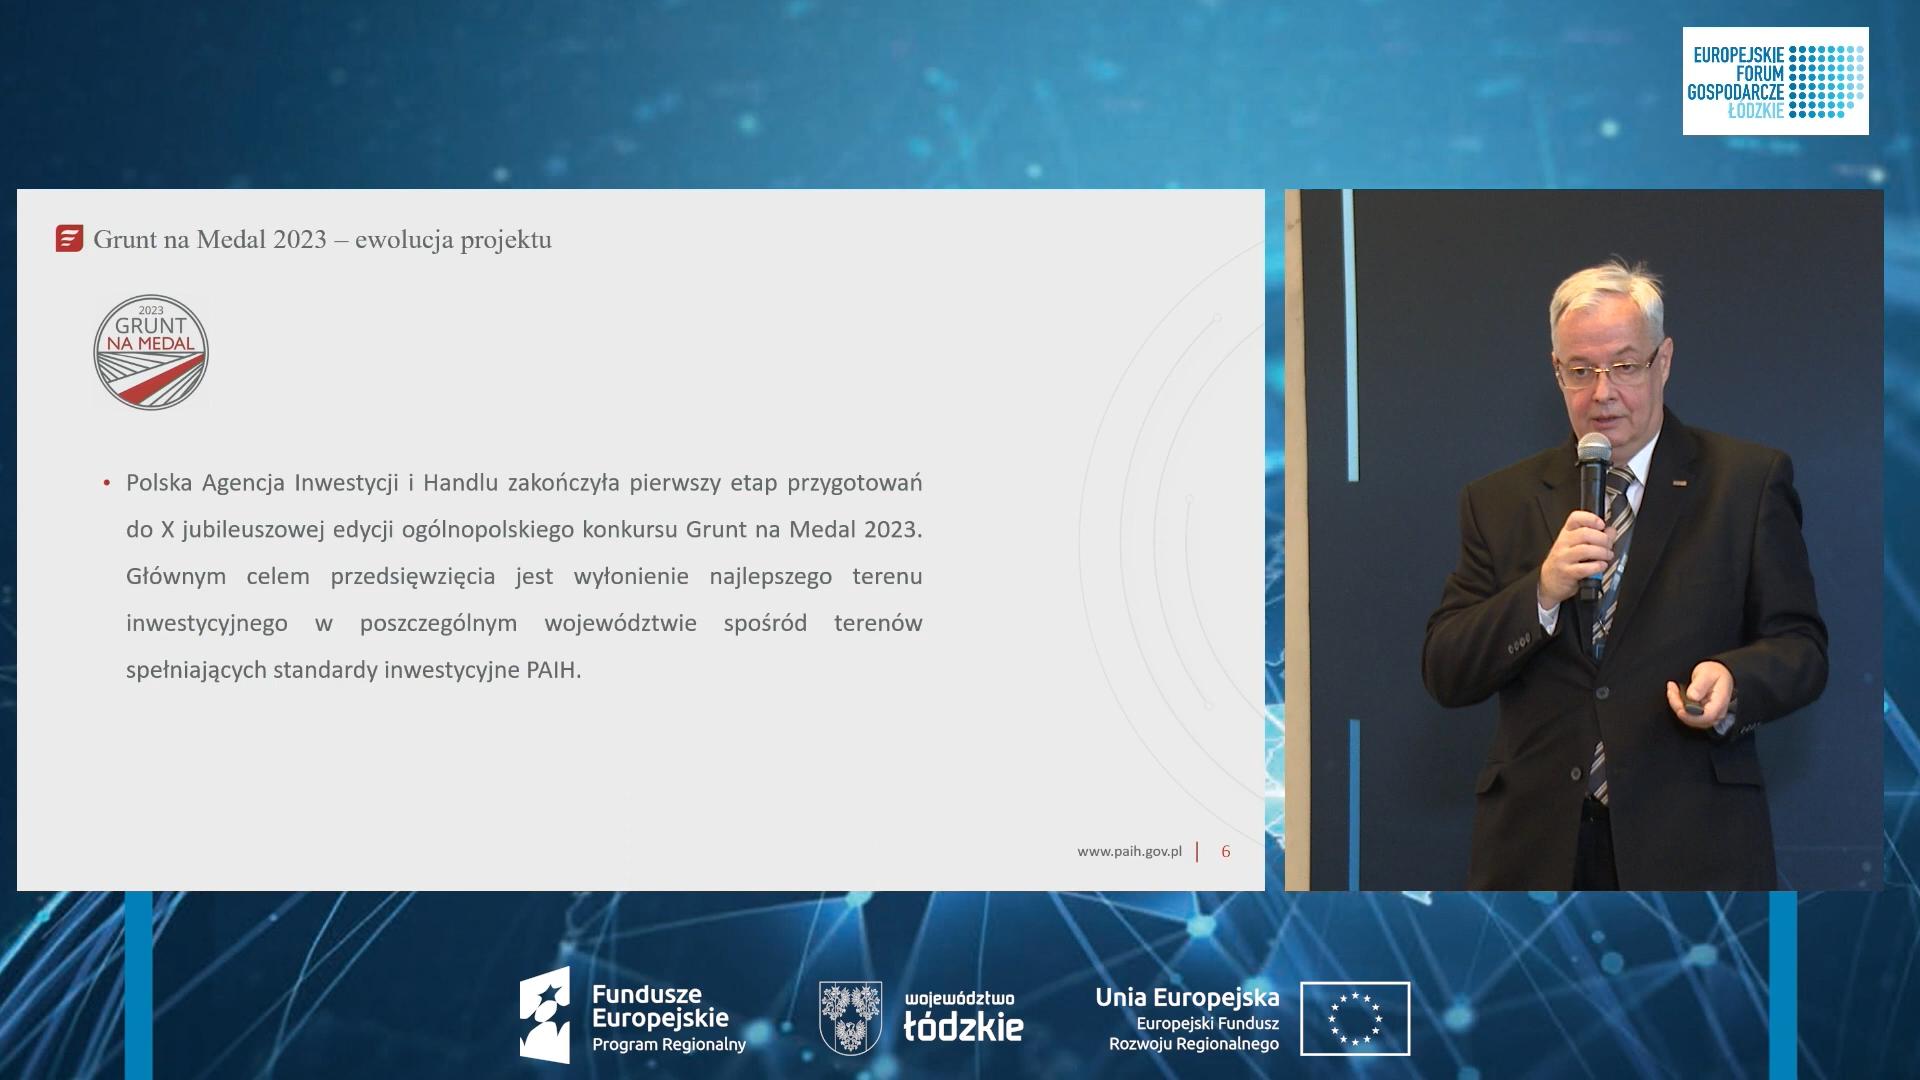 EUROPEJSKIE
FORUM
GOSPODARCZE
ŁÓDZKIE
Grunt na Medal 2023 – ewolucja projektu
2023
GRUNT
NA MEDAL
• Polska Agencja Inwestycji i Handlu zakończyła pierwszy etap przygotowań
do X jubileuszowej edycji ogólnopolskiego konkursu Grunt na Medal 2023.
Głównym celem przedsięwzięcia jest wyłonienie najlepszego terenu
inwestycyjnego w poszczególnym województwie spośród terenów
spełniających standardy inwestycyjne PAIH.
www.paih.gov.pl | 6
Fundusze
Europejskie
Program Regionalny
województwo
łódzkie
Unia Europejska
Europejski Fundusz
Rozwoju Regionalnego